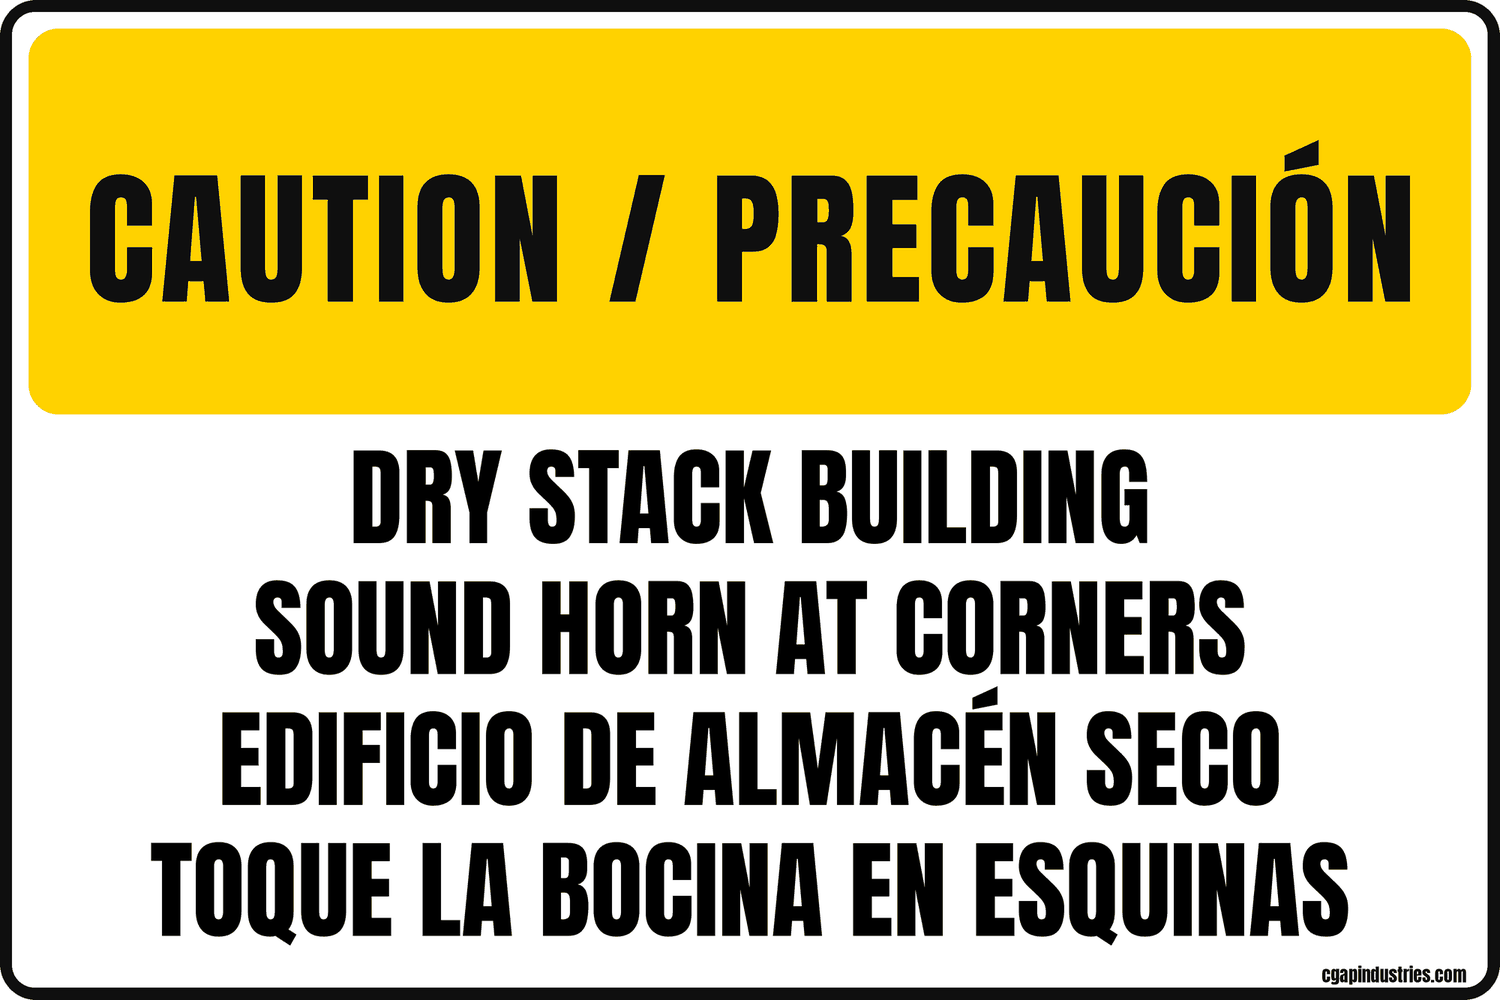 CAUTION / PRECAUCIÓN
DRY STACK BUILDING
SOUND HORN AT CORNERS
EDIFICIO DE ALMACÉN SECO
TOQUE LA BOCINA EN ESQUINAS
cgapindustries.com